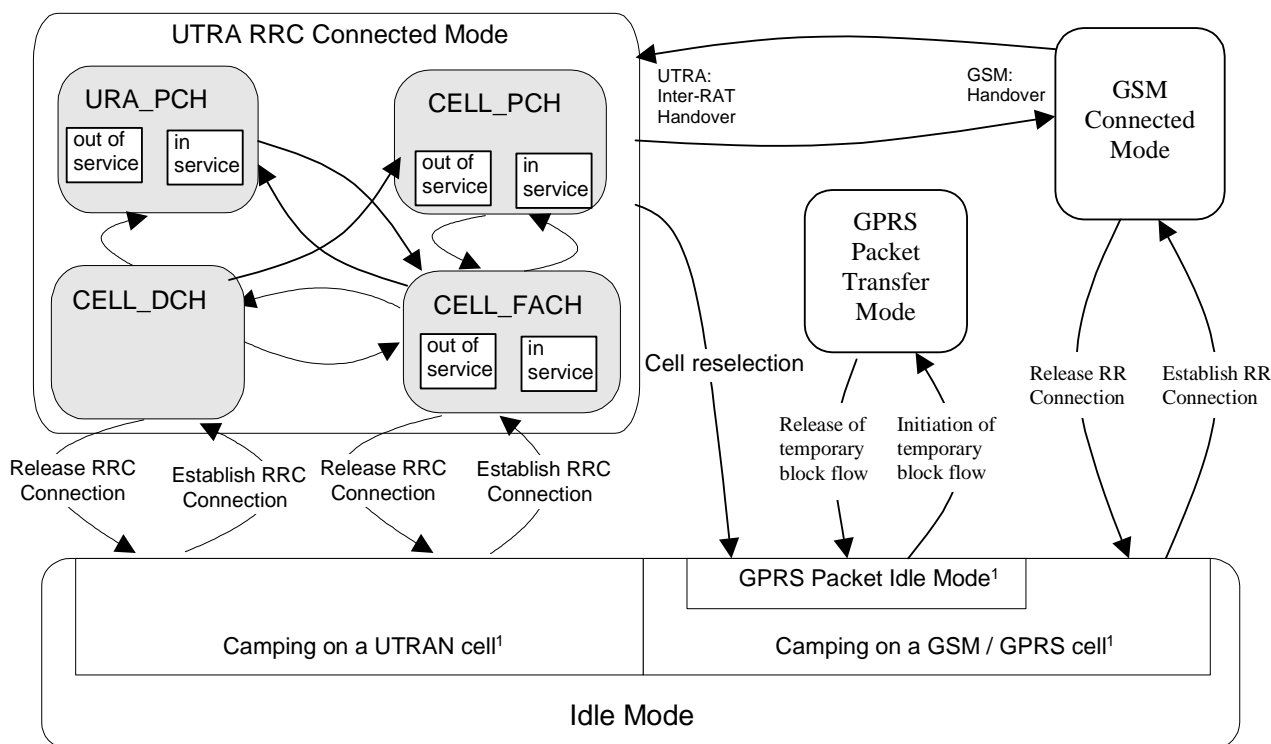 UTRA RRC Connected Mode
URA_PCH
out of
service
in
service
CELL_PCH
out of
service
in
service
CELL_DCH
CELL_FACH
out of
service
in
service
UTRA:
Inter-RAT
Handover
GSM:
Handover
GSM
Connected
Mode
GPRS
Packet
Transfer
Mode
Cell reselection
Release RRC
Connection
Establish RRC
Connection
Release RRC
Connection
Establish RRC
Connection
Release of
temporary
block flow
Initiation of
temporary
block flow
Release RR
Connection
Establish RR
Connection
GPRS Packet Idle Mode¹
Camping on a UTRAN cell¹
Camping on a GSM / GPRS cell¹
Idle Mode